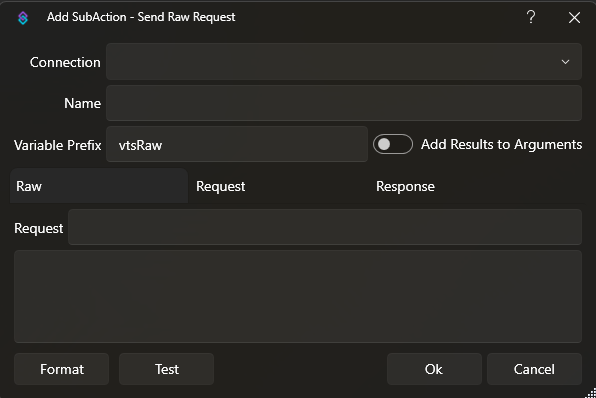 Add SubAction - Send Raw Request ?
Connection
Name
Variable Prefix vtsRaw Add Results to Arguments
Raw Request Response
Request
Format Test Ok Cancel